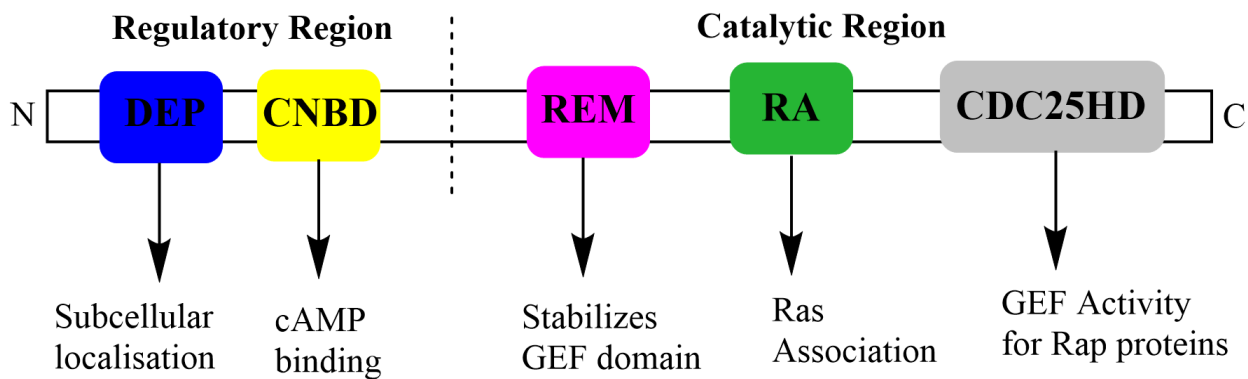 Regulatory Region
Catalytic Region
N
DEP
CNBD
REM
RA
CDC25HD
C
Subcellular
localisation
cAMP
binding
Stabilizes
GEF domain
Ras
Association
GEF Activity
for Rap proteins